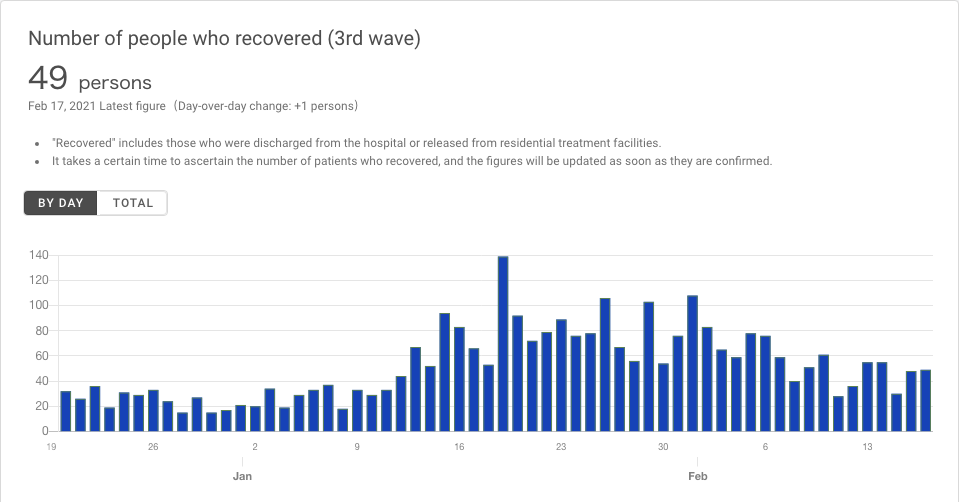 Number of people who recovered (3rd wave)
49 persons
Feb 17, 2021 Latest figure（Day-over-day change: +1 persons）
• "Recovered" includes those who were discharged from the hospital or released from residential treatment facilities.
• It takes a certain time to ascertain the number of patients who recovered, and the figures will be updated as soon as they are confirmed.
BY DAY TOTAL
140
120
100
80
60
40
20
0
19 26 2 9 16 23 30 6 13
Jan Feb